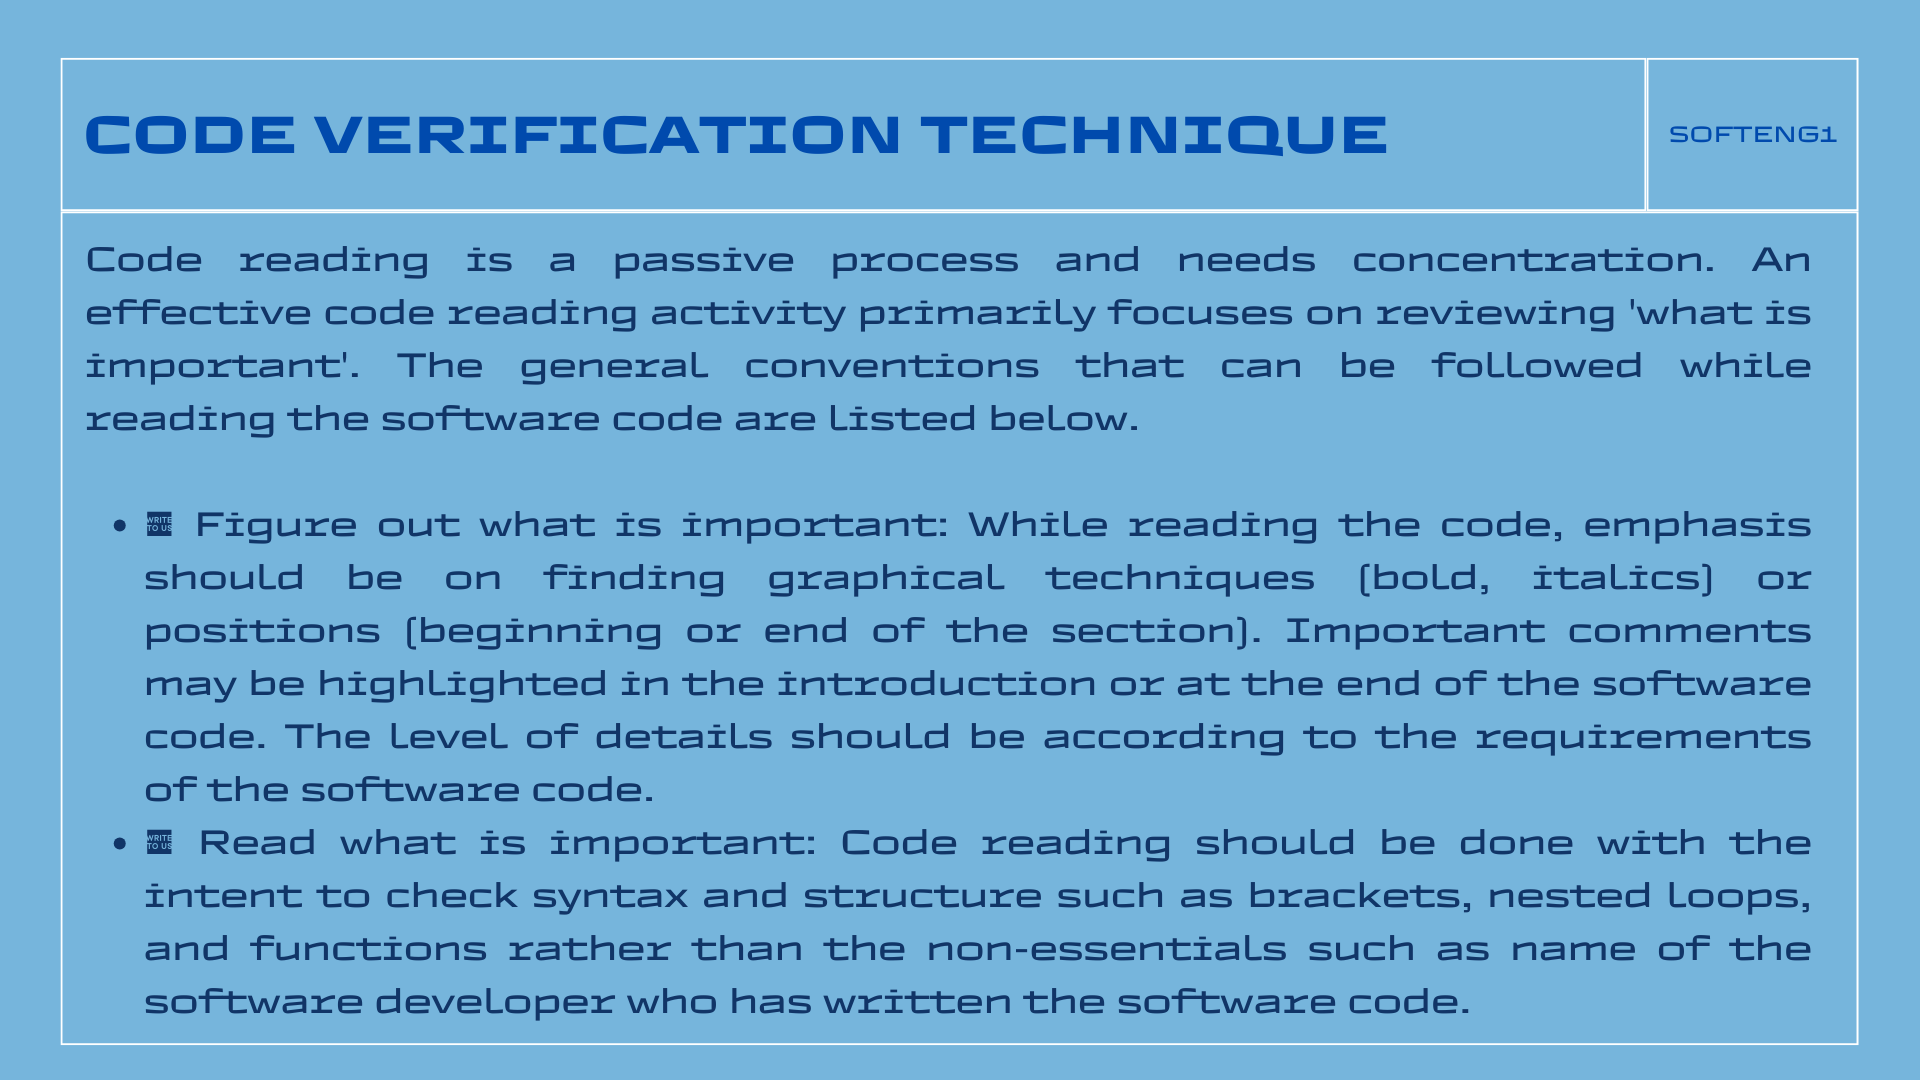 CODE VERIFICATION TECHNIQUE
SOFTENG1
Code reading is a passive process and needs concentration. An
effective code reading activity primarily focuses on reviewing 'what is
important'. The general conventions that can be followed while
reading the software code are listed below.
• WRITE TO US Figure out what is important: While reading the code, emphasis
should be on finding graphical techniques (bold, italics) or
positions (beginning or end of the section). Important comments
may be highlighted in the introduction or at the end of the software
code. The level of details should be according to the requirements
of the software code.
• WRITE TO US Read what is important: Code reading should be done with the
intent to check syntax and structure such as brackets, nested loops,
and functions rather than the non-essentials such as name of the
software developer who has written the software code.